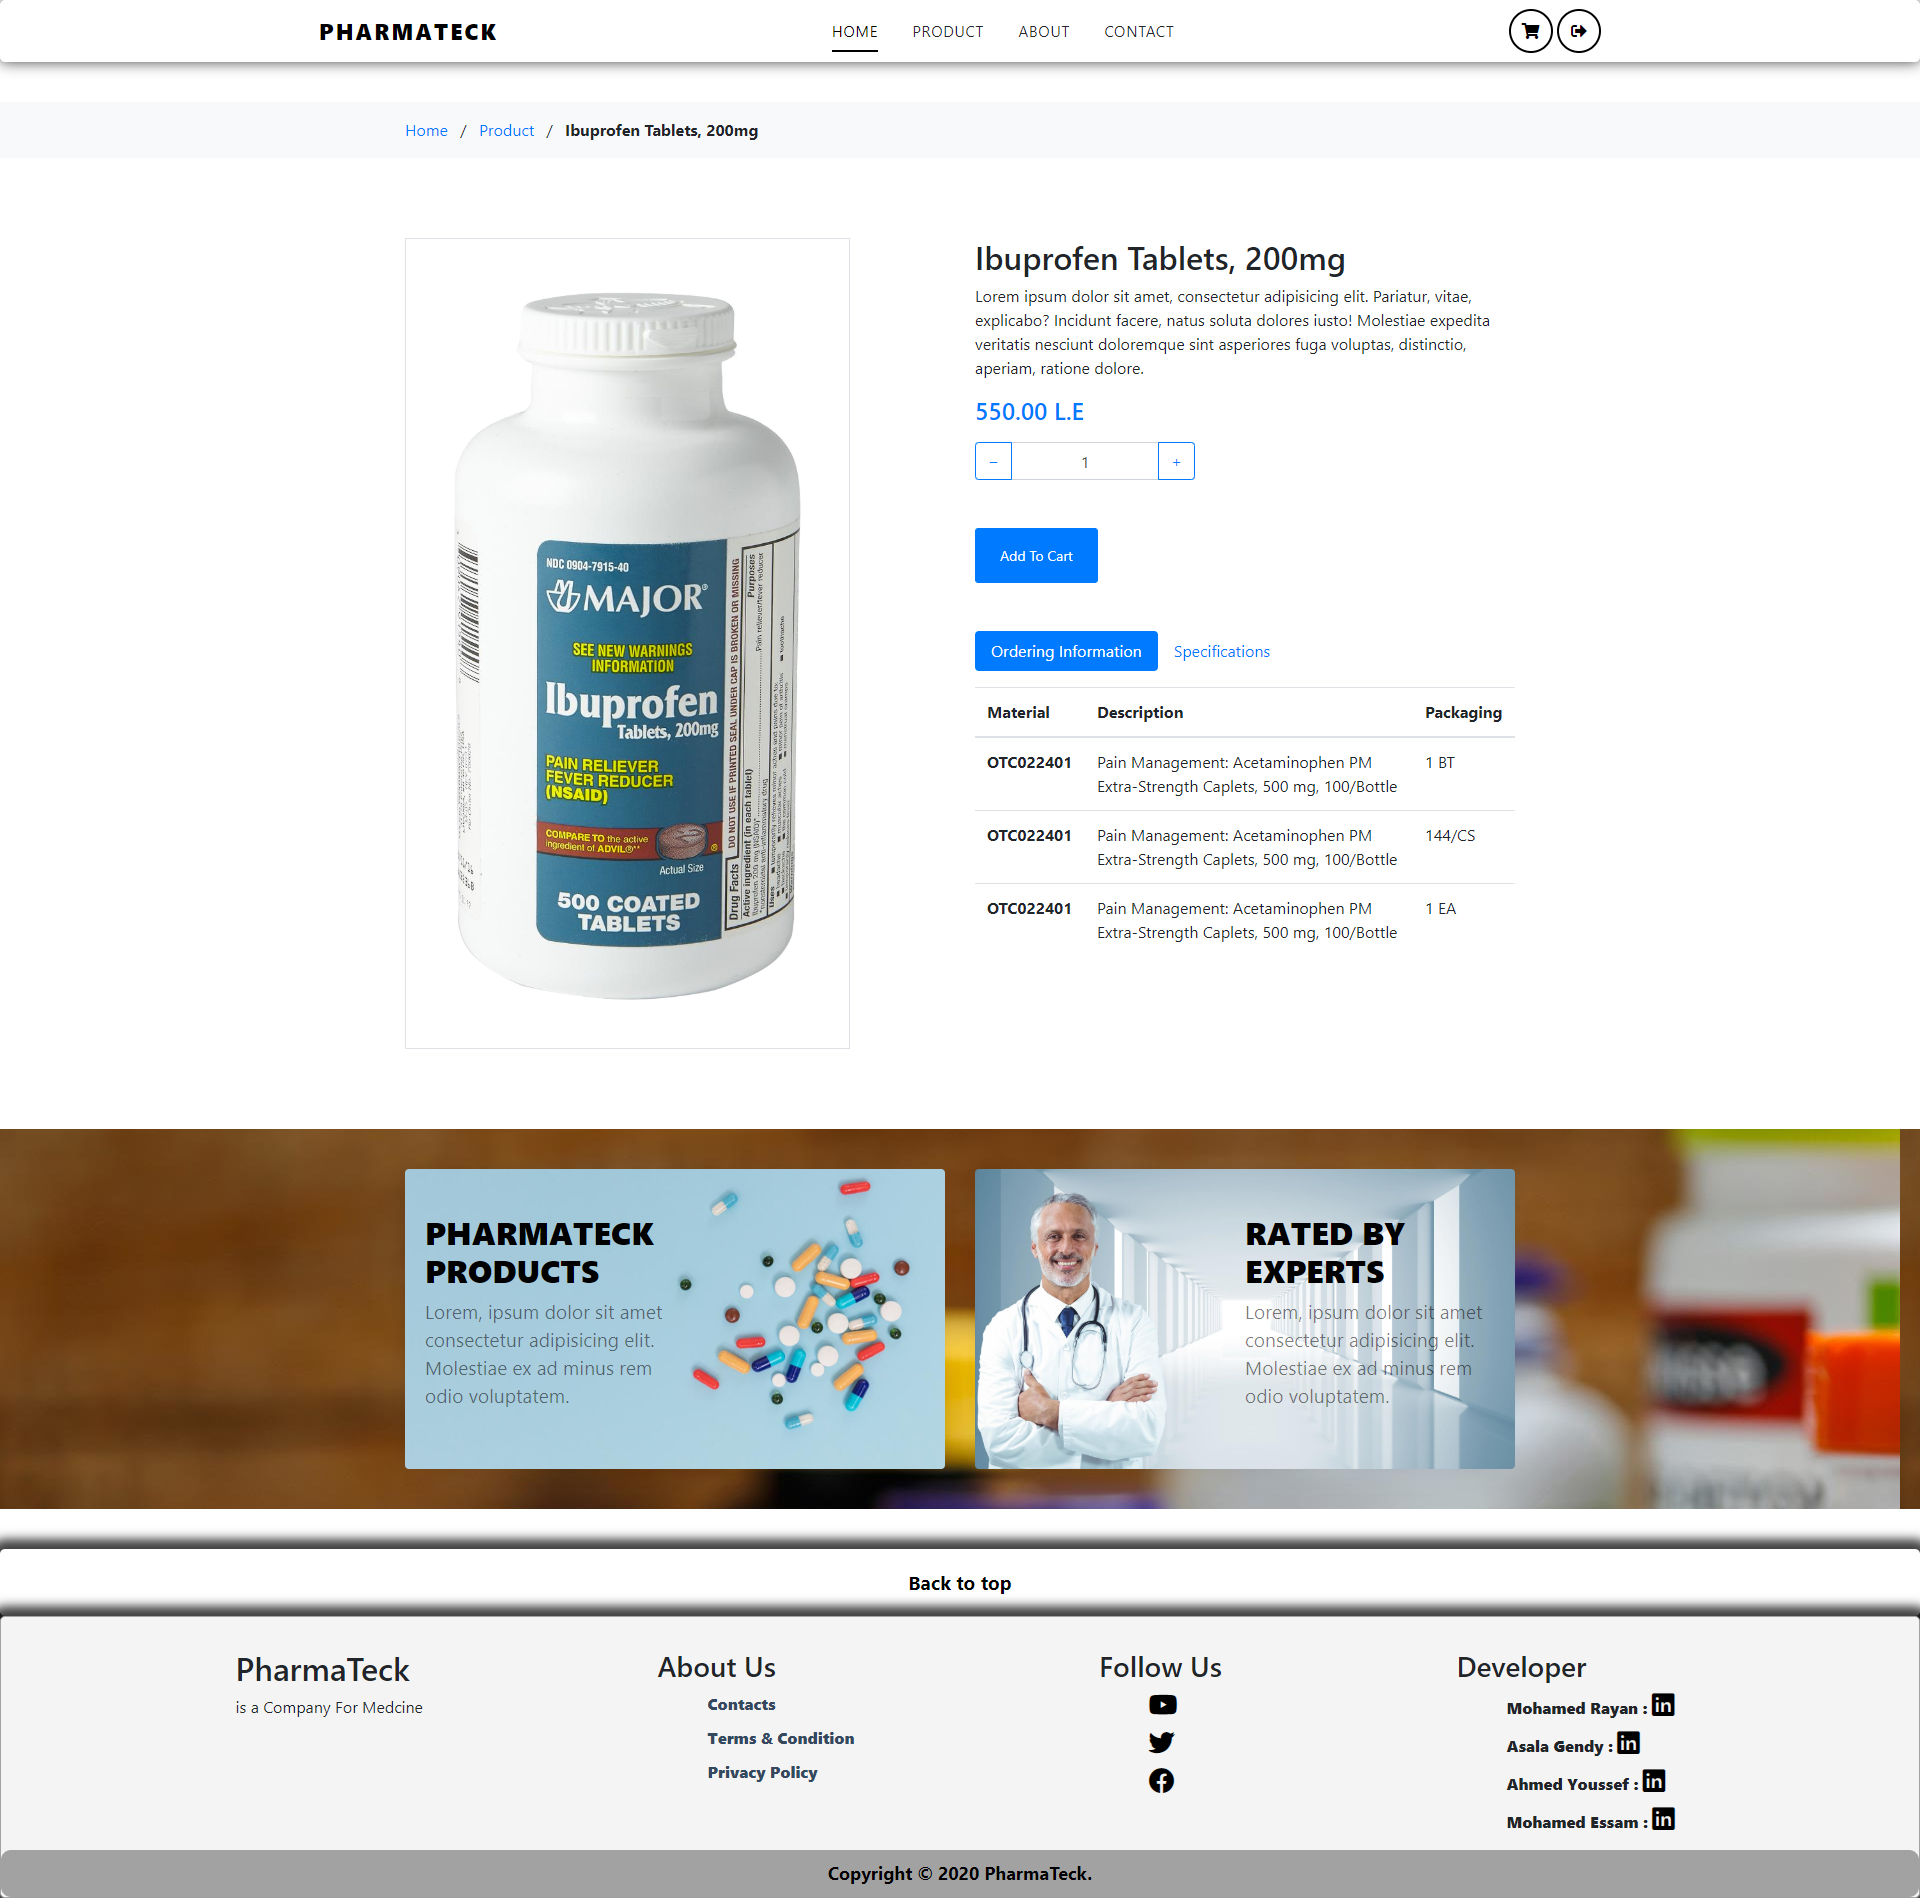 PHARMATECK
HOME
PRODUCT
ABOUT
CONTACT
Home / Product / Ibuprofen Tablets, 200mg
NDC 0904-7915-40
MAJOR®
SEE NEW WARNINGS
INFORMATION
Ibuprofen
Tablets, 200mg
PAIN RELIEVER
FEVER REDUCER
(NSAID)
COMPARE TO the active
ingredient of ADVIL®**
Actual Size
500 COATED
TABLETS
DO NOT USE IF PRINTED SEAL UNDER CAP IS BROKEN OR MISSING
Drug Facts
Active ingredient (in each tablet)
Purposes
Pain reliever/fever reducer
Uses
Ibuprofen Tablets, 200mg
Lorem ipsum dolor sit amet, consectetur adipisicing elit. Pariatur, vitae,
explicabo? Incidunt facere, natus soluta dolores iusto! Molestiae expedita
veritatis nesciunt doloremque sint asperiores fuga voluptas, distinctio,
aperiam, ratione dolore.
550.00 L.E
− 1 +
Add To Cart
Ordering Information
Specifications
Material Description Packaging
OTC022401 Pain Management: Acetaminophen PM 1 BT
Extra-Strength Caplets, 500 mg, 100/Bottle
OTC022401 Pain Management: Acetaminophen PM 144/CS
Extra-Strength Caplets, 500 mg, 100/Bottle
OTC022401 Pain Management: Acetaminophen PM 1 EA
Extra-Strength Caplets, 500 mg, 100/Bottle
PHARMATECK
PRODUCTS
Lorem, ipsum dolor sit amet
consectetur adipisicing elit.
Molestiae ex ad minus rem
odio voluptatem.
RATED BY
EXPERTS
Lorem, ipsum dolor sit amet
consectetur adipisicing elit.
Molestiae ex ad minus rem
odio voluptatem.
Back to top
PharmaTeck
is a Company For Medcine
About Us
Contacts
Terms & Condition
Privacy Policy
Follow Us
Developer
Mohamed Rayan :
Asala Gendy :
Ahmed Youssef :
Mohamed Essam :
Copyright © 2020 PharmaTeck.